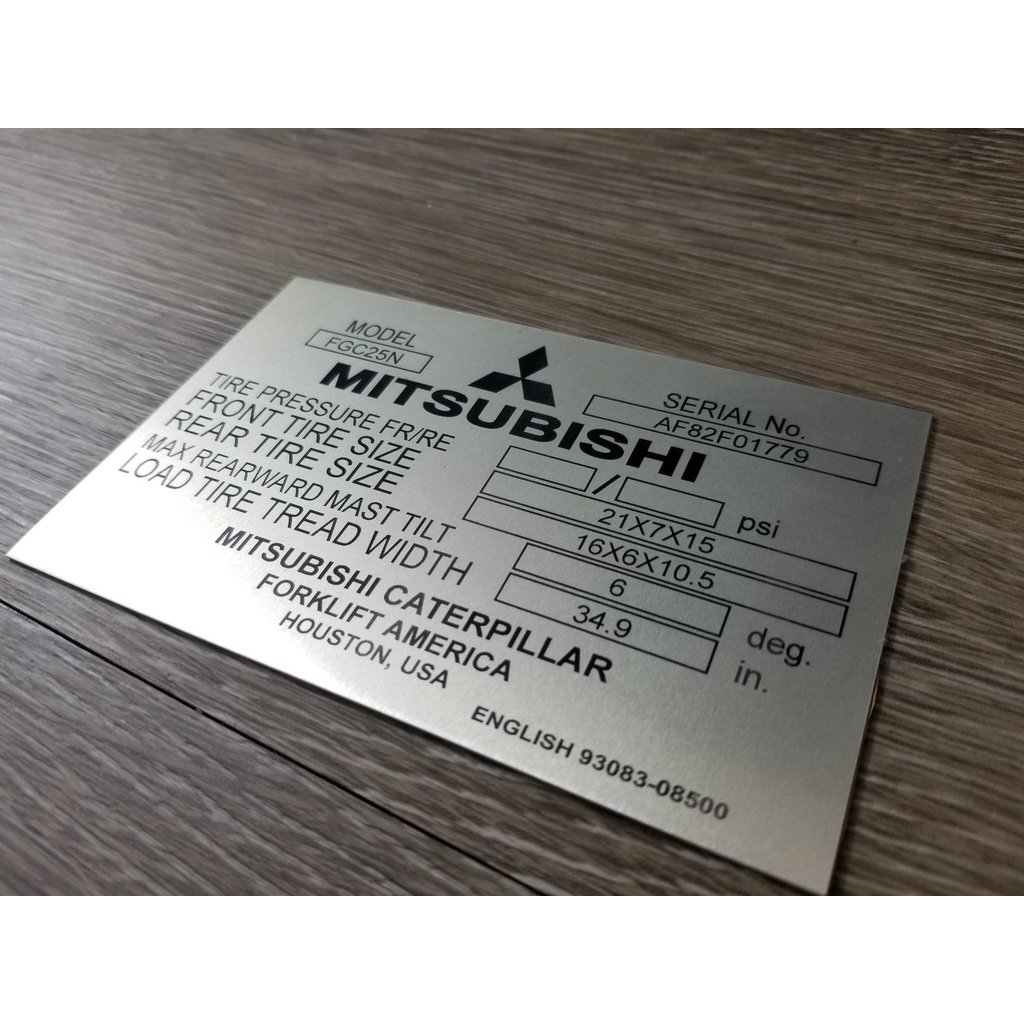 MODEL
FGC25N
MITSUBISHI
SERIAL No.
AF82F01779
TIRE PRESSURE FR/RE / psi
FRONT TIRE SIZE 21X7X15
REAR TIRE SIZE 16X6X10.5
MAX REARWARD MAST TILT 6 deg.
LOAD TIRE TREAD WIDTH 34.9 in.
MITSUBISHI CATERPILLAR
FORKLIFT AMERICA
HOUSTON, USA
ENGLISH 93083-08500